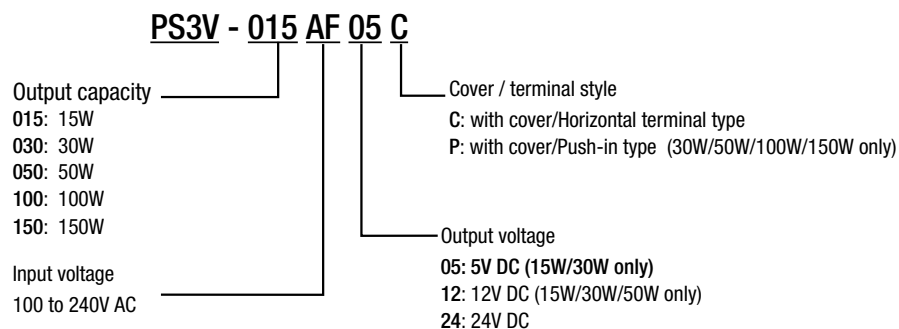 PS3V - 015 AF 05 C
Output capacity
015: 15W
030: 30W
050: 50W
100: 100W
150: 150W
Input voltage
100 to 240V AC
Cover / terminal style
C: with cover/Horizontal terminal type
P: with cover/Push-in type (30W/50W/100W/150W only)
Output voltage
05: 5V DC (15W/30W only)
12: 12V DC (15W/30W/50W only)
24: 24V DC